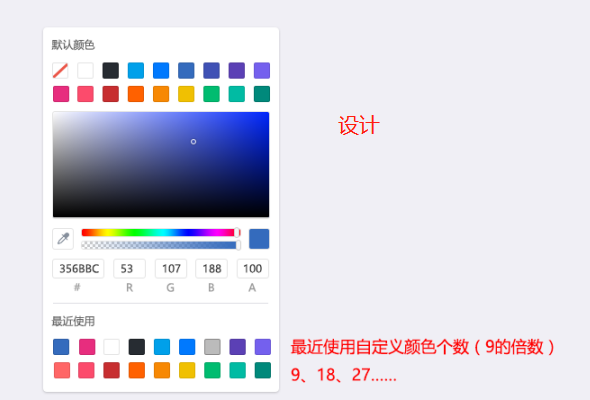 默认颜色
设计
356BBC 53 107 188 100
# R G B A
最近使用
最近使用自定义颜色个数（9的倍数）
9、18、27……